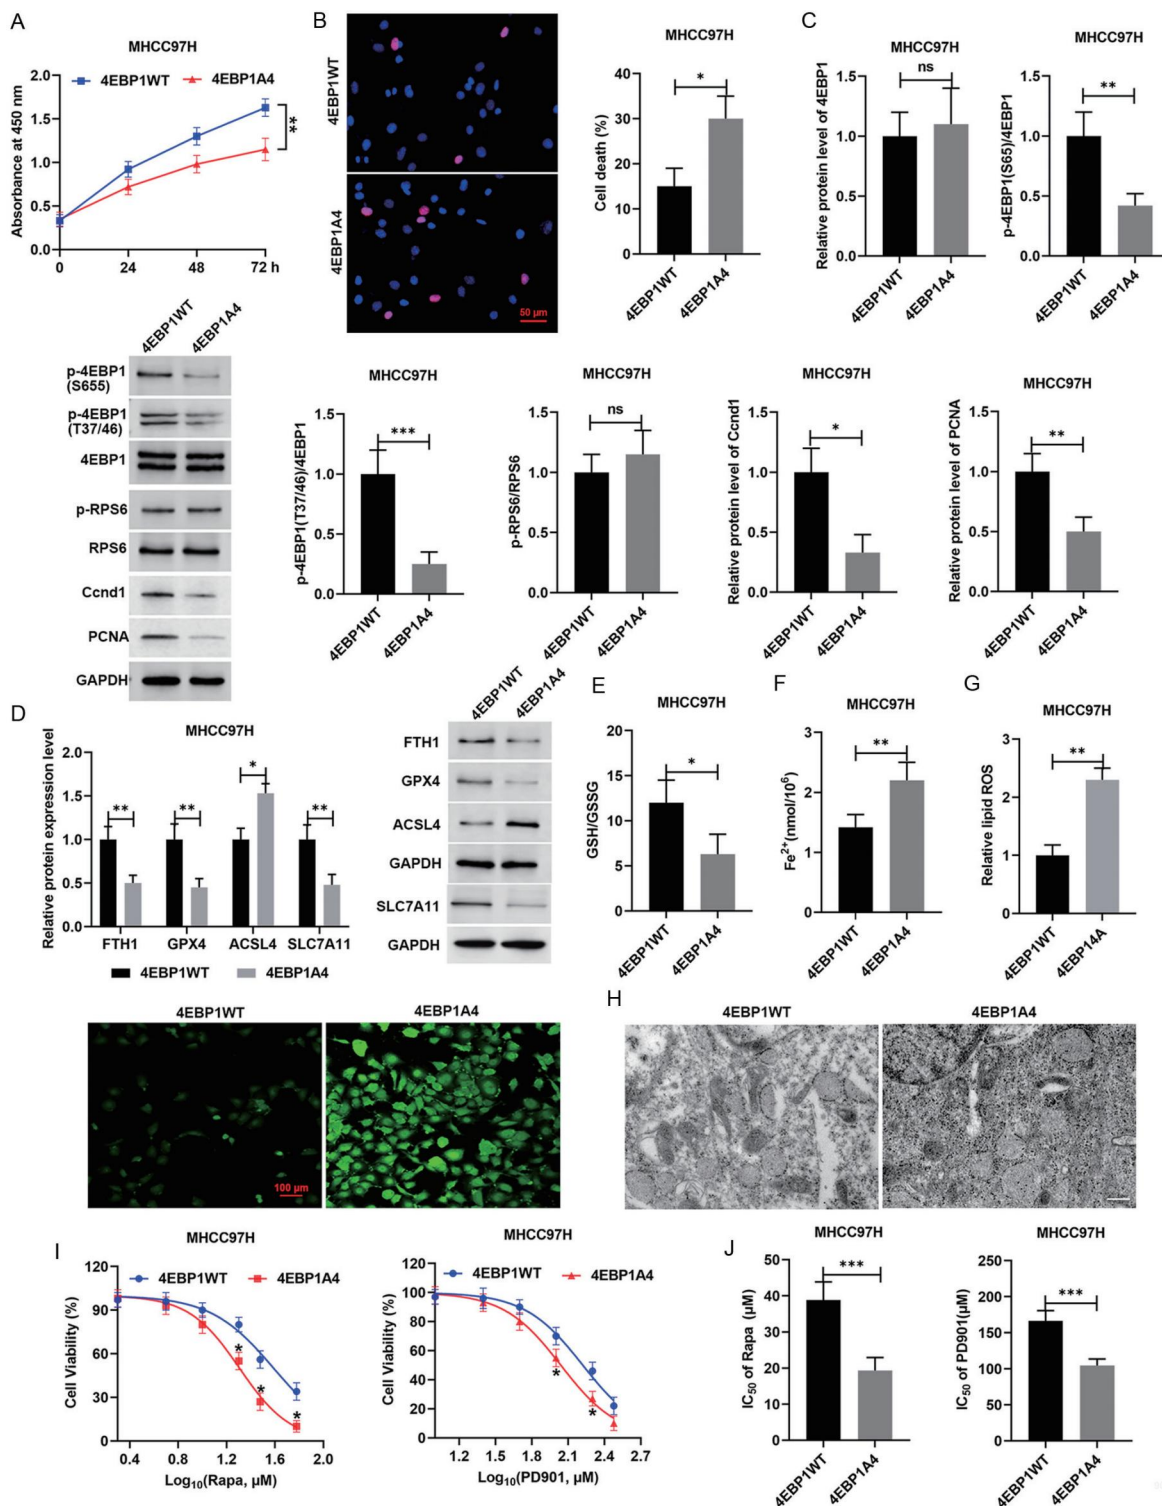 A
MHCC97H
4EBP1WT
4EBP1A4
Absorbance at 450 nm
2.0
1.5
1.0
0.5
0.0
**
0
24
48
72 h
B
4EBP1WT
4EBP1A4
50 µm
MHCC97H
Cell death (%)
40
30
20
10
0
*
4EBP1WT
4EBP1A4
C
MHCC97H
Relative protein level of 4EBP1
1.5
1.0
0.5
0.0
ns
4EBP1WT
4EBP1A4
MHCC97H
p-4EBP1(S65)/4EBP1
1.5
1.0
0.5
0.0
**
4EBP1WT
4EBP1A4
4EBP1WT
4EBP1A4
p-4EBP1
(S655)
p-4EBP1
(T37/46)
4EBP1
p-RPS6
RPS6
Ccnd1
PCNA
GAPDH
MHCC97H
p-4EBP1(T37/46)/4EBP1
1.5
1.0
0.5
0.0
***
4EBP1WT
4EBP1A4
MHCC97H
p-RPS6/RPS6
1.5
1.0
0.5
0.0
ns
4EBP1WT
4EBP1A4
MHCC97H
Relative protein level of Ccnd1
1.5
1.0
0.5
0.0
*
4EBP1WT
4EBP1A4
MHCC97H
Relative protein level of PCNA
1.5
1.0
0.5
0.0
**
4EBP1WT
4EBP1A4
D
MHCC97H
Relative protein expression level
2.0
1.5
1.0
0.5
0.0
**
**
*
**
FTH1
GPX4
ACSL4
SLC7A11
4EBP1WT
4EBP1A4
4EBP1WT
4EBP1A4
FTH1
GPX4
ACSL4
GAPDH
SLC7A11
GAPDH
E
MHCC97H
GSH/GSSG
20
15
10
5
0
*
4EBP1WT
4EBP1A4
F
MHCC97H
Fe2+(nmol/10⁶)
3
2
1
0
**
4EBP1WT
4EBP1A4
G
MHCC97H
Relative lipid ROS
3
2
1
0
**
4EBP1WT
4EBP14A
4EBP1WT
4EBP1A4
100 µm
H
4EBP1WT
4EBP1A4
I
MHCC97H
4EBP1WT
4EBP1A4
Cell Viability (%)
120
90
60
30
0
*
*
*
0.4
0.8
1.2
1.6
2.0
Log10(Rapa, µM)
MHCC97H
4EBP1WT
4EBP1A4
Cell Viability (%)
120
100
80
60
40
20
0
*
*
1.2
1.5
1.8
2.1
2.4
2.7
Log10(PD901, µM)
J
MHCC97H
IC50 of Rapa (µM)
60
40
20
0
***
4EBP1WT
4EBP1A4
MHCC97H
IC50 of PD901(µM)
250
200
150
100
50
0
***
4EBP1WT
4EBP1A4